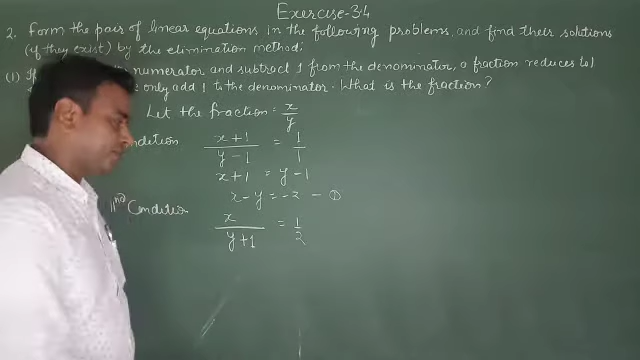 Exercise-3.4
2. Form the pair of linear equations in the following problems, and find their solutions
(if they exist) by the elimination method:
(1) If numerator and subtract 1 from the denominator, a fraction reduces to 1
only add 1 to the denominator. What is the fraction?
Let the fraction = x/y
condition x+1/y-1 = 1/1
x+1 = y-1
x-y = -2 - ①
IInd Condition x/y+1 = 1/2